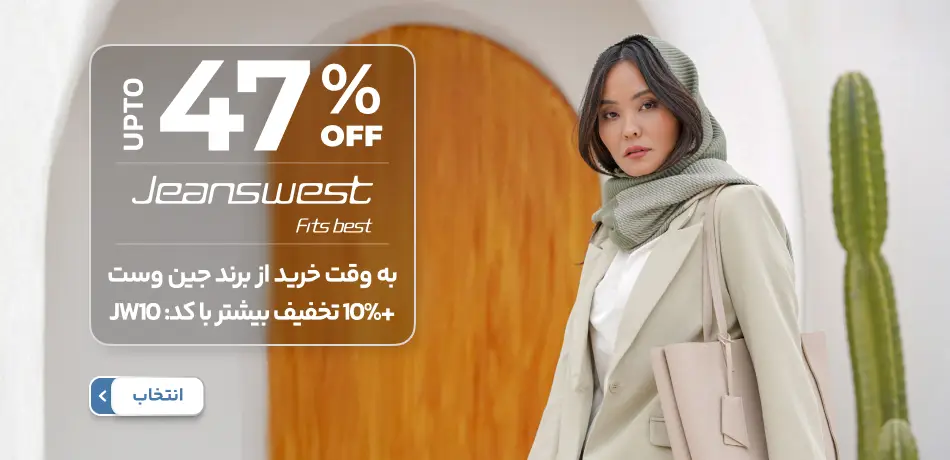 UPTO 47% OFF
Jeanswest
Fits best
به وقت خرید از برند جین وست
+10% تخفیف بیشتر با کد: JW10
انتخاب